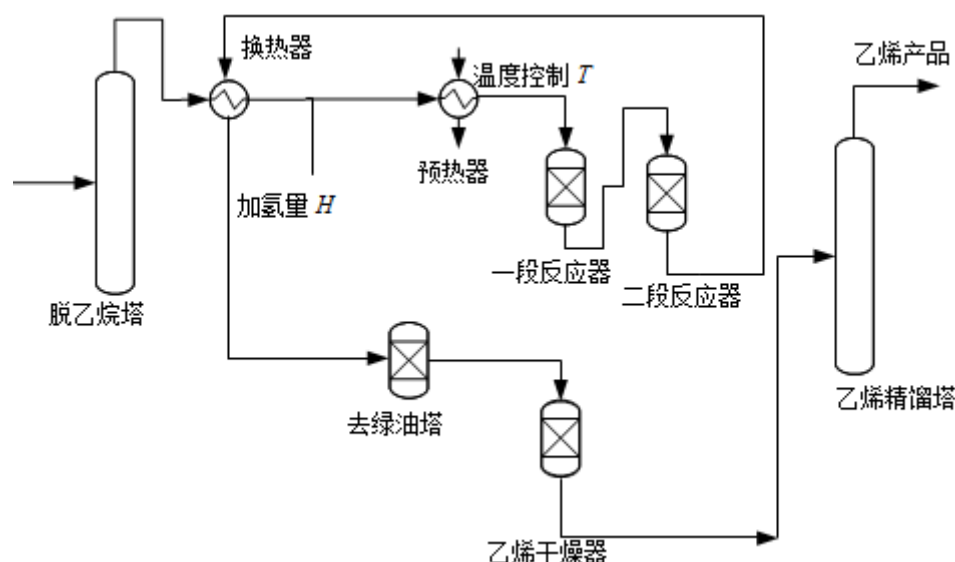 乙烯产品
换热器
温度控制 T
预热器
加氢量 H
一段反应器
二段反应器
脱乙烷塔
乙烯精馏塔
去绿油塔
乙烯干燥器